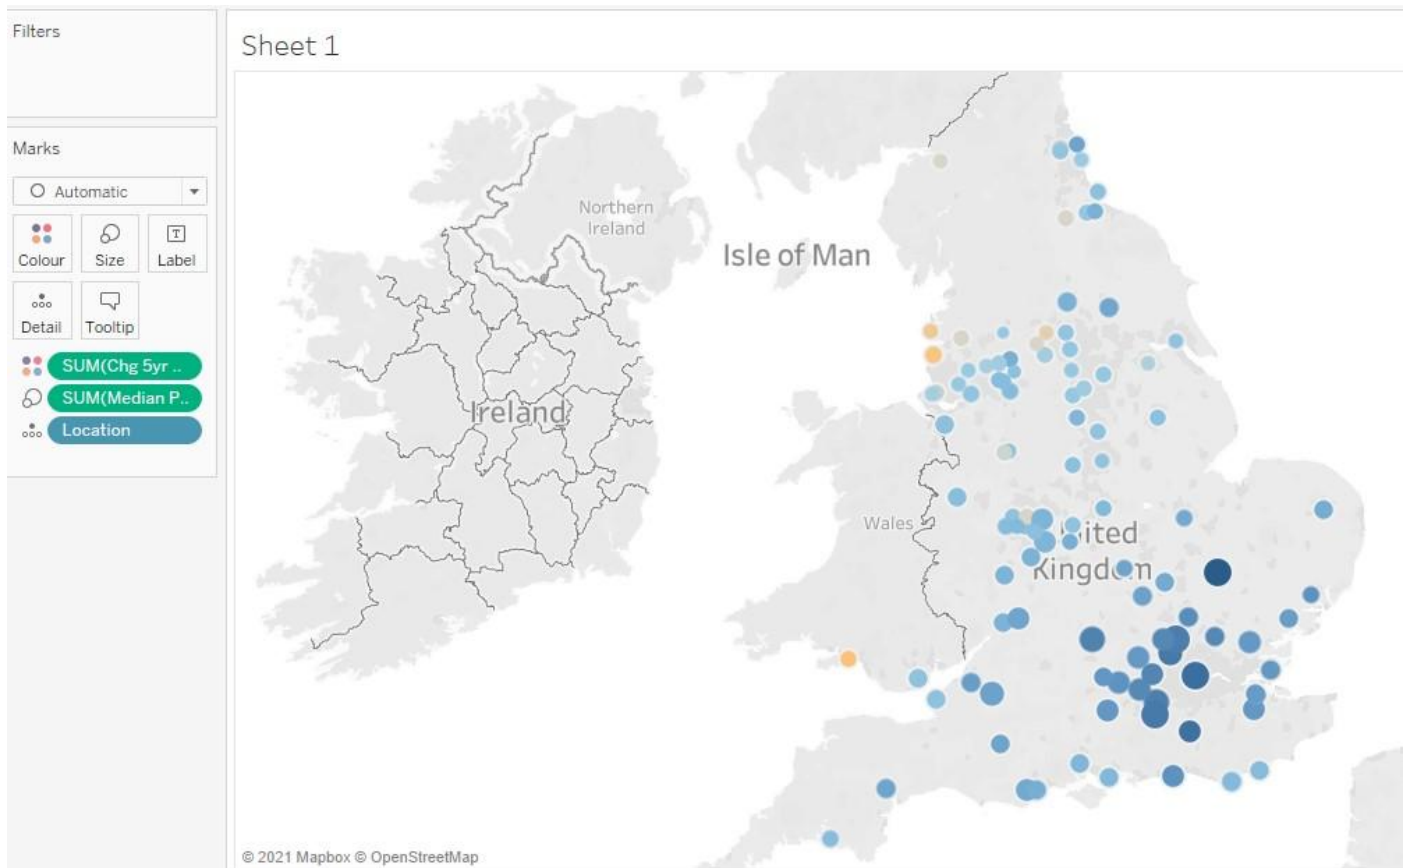 Filters
Marks
Automatic
Colour
Size
Label
Detail
Tooltip
SUM(Chg 5yr ..
SUM(Median P..
Location
Sheet 1
Northern
Ireland
Isle of Man
Ireland
Wales
United
Kingdom
© 2021 Mapbox © OpenStreetMap